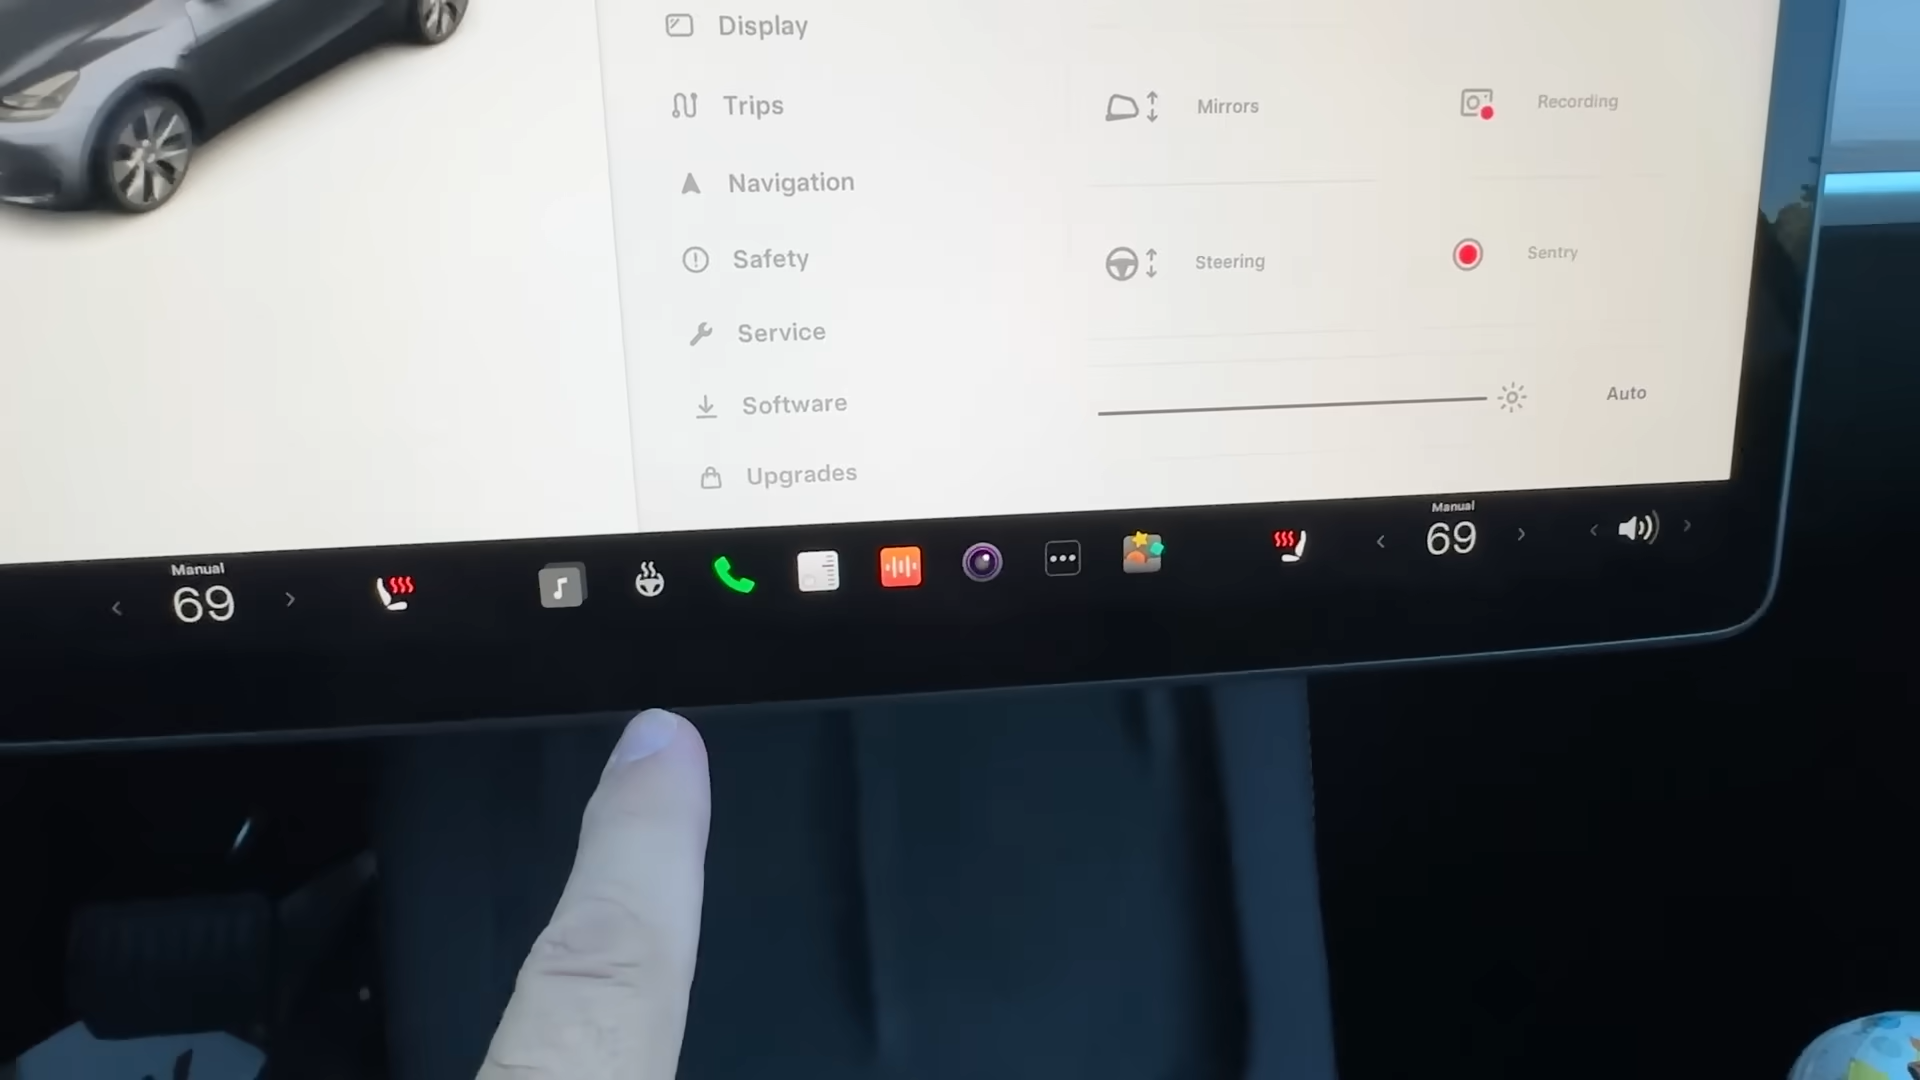 Display
Trips
Navigation
Safety
Service
Software
Upgrades
Mirrors
Recording
Steering
Sentry
Auto
Manual
69
Manual
69